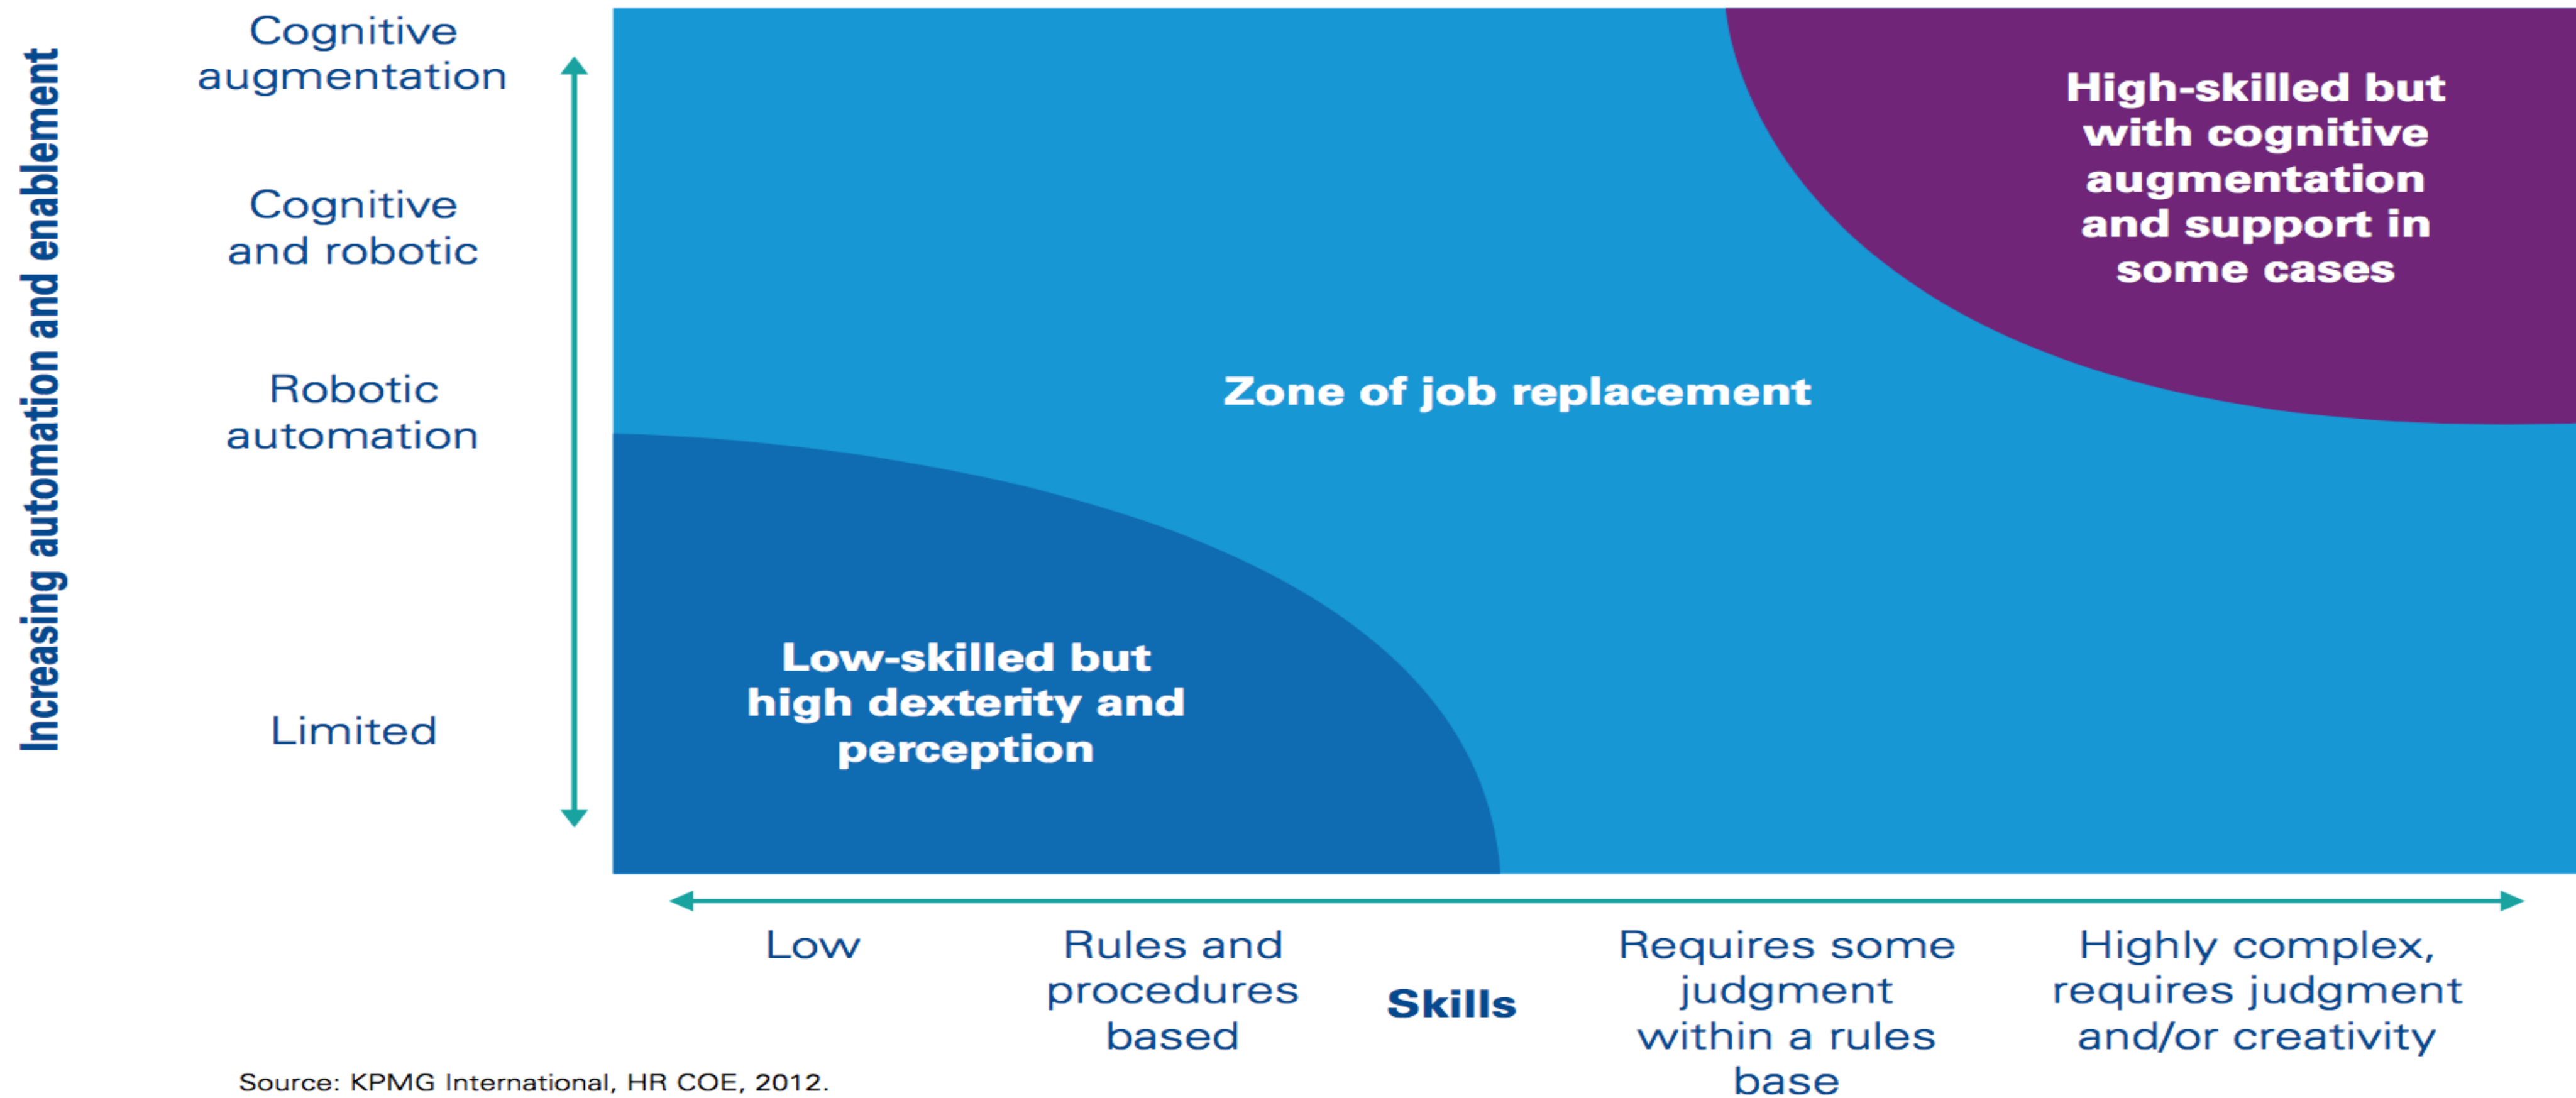 Increasing automation and enablement
Cognitive
augmentation
Cognitive
and robotic
Robotic
automation
Limited
High-skilled but
with cognitive
augmentation
and support in
some cases
Zone of job replacement
Low-skilled but
high dexterity and
perception
Low
Rules and
procedures
based
Skills
Requires some
judgment
within a rules
base
Highly complex,
requires judgment
and/or creativity
Source: KPMG International, HR COE, 2012.